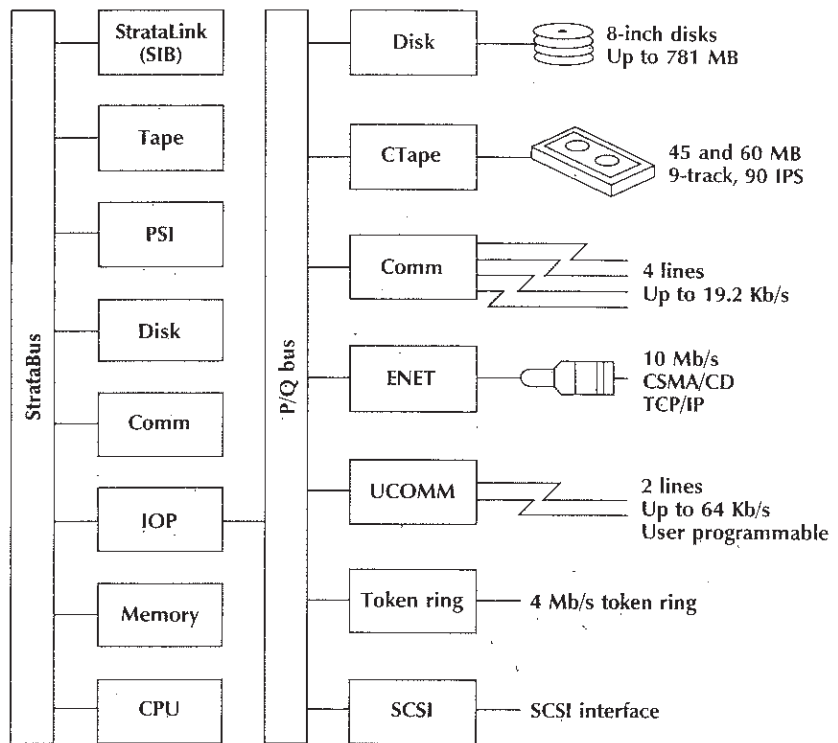 StrataBus
StrataLink
(SIB)
Tape
PSI
Disk
Comm
IOP
Memory
CPU
P/Q bus
Disk
8-inch disks
Up to 781 MB
CTape
45 and 60 MB
9-track, 90 IPS
Comm
4 lines
Up to 19.2 Kb/s
ENET
10 Mb/s
CSMA/CD
TCP/IP
UCOMM
2 lines
Up to 64 Kb/s
User programmable
Token ring
4 Mb/s token ring
SCSI
SCSI interface